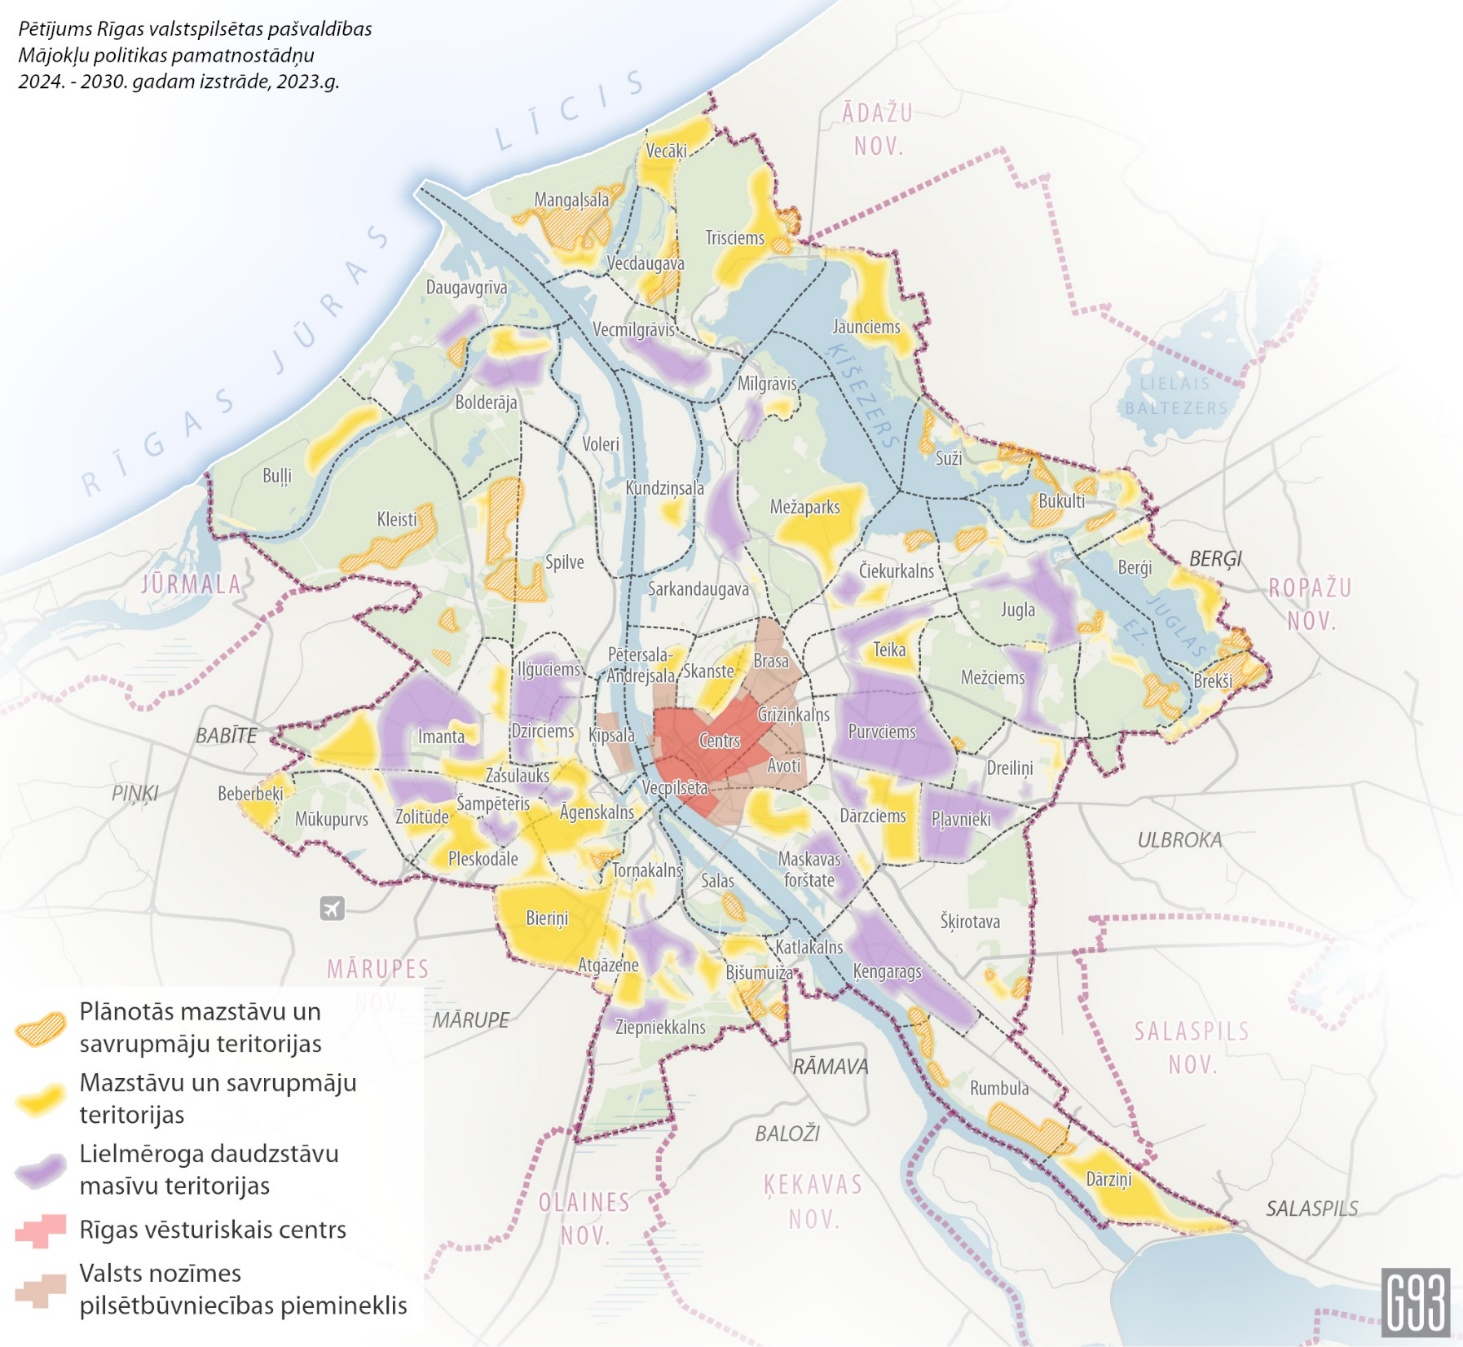 Pētījums Rīgas valstspilsētas pašvaldības
Mājokļu politikas pamatnostādņu
2024. - 2030. gadam izstrāde, 2023.g.
RĪGAS JŪRAS LĪCIS
ĀDAŽU
NOV.
Vecāķi
Mangaļsala
Trīsciems
Vecdaugava
Daugavgrīva
Vecmīlgrāvis
Jaunciems
ĶĪŠEZERS
LIELAIS
BALTEZERS
Mīlgrāvis
Bolderāja
Voleri
Suži
Buļļi
Kundziņsala
Mežaparks
Bukulti
Kleisti
Spilve
Čiekurkalns
Berģi
BERĢI
JŪRMALA
Sarkandaugava
Jugla
JUGLAS
EZ.
ROPAŽU
NOV.
Pētersala-
Andrejsala
Skanste
Brasa
Teika
Iļģuciems
Mežciems
Brekši
BABĪTE
Imanta
Dzirciems
Ķīpsala
Centrs
Grīziņkalns
Purvciems
Avoti
Dreiliņi
Zasulauks
Vecpilsēta
PIŅĶI
Beberbeķi
Mūkupurvs
Zolitūde
Šampēteris
Āgenskalns
Dārzciems
Pļavnieki
ULBROKA
Pleskodāle
Torņakalns
Salas
Maskavas
forštate
Bieriņi
Šķirotava
Atgāzene
Bišumuiža
Katlakalns
Ķengarags
MĀRUPES
NOV.
MĀRUPE
Ziepniekkalns
RĀMAVA
SALASPILS
NOV.
Rumbula
BALOŽI
Dārziņi
ĶEKAVAS
NOV.
OLAINES
NOV.
SALASPILS
Plānotās mazstāvu un
savrupmāju teritorijas
Mazstāvu un savrupmāju
teritorijas
Lielmēroga daudzstāvu
masīvu teritorijas
Rīgas vēsturiskais centrs
Valsts nozīmes
pilsētbūvniecības piemineklis
G93